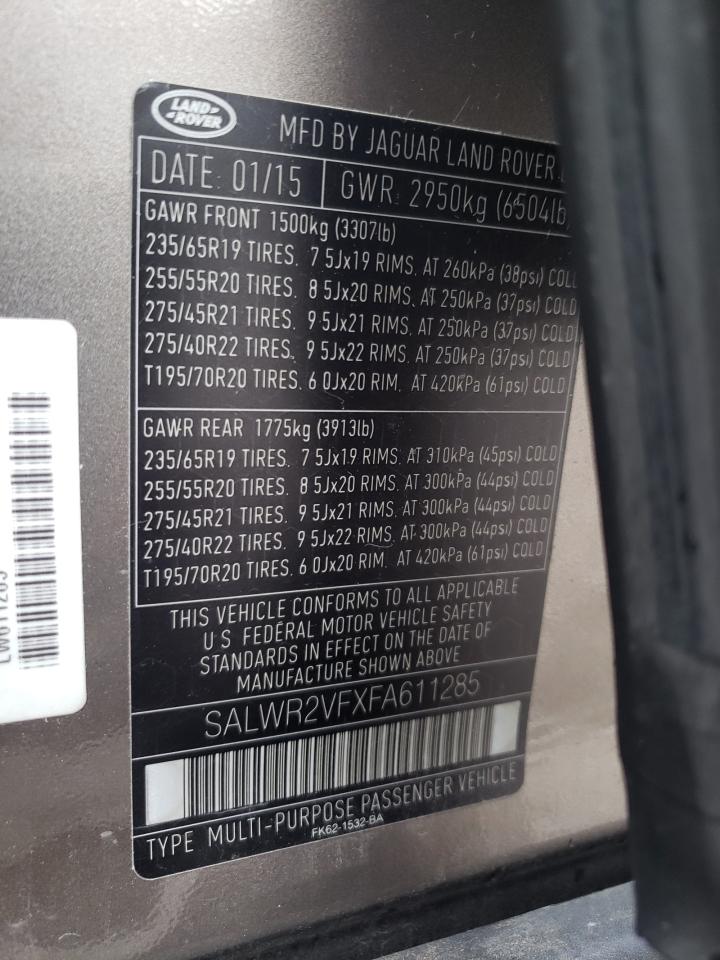 LAND ROVER
MFD BY JAGUAR LAND ROVER
DATE: 01/15 GWR 2950kg (6504lb)
GAWR FRONT 1500kg (3307lb)
235/65R19 TIRES. 7 5Jx19 RIMS. AT 260kPa (38psi) COLD
255/55R20 TIRES. 8 5Jx20 RIMS. AT 250kPa (37psi) COLD
275/45R21 TIRES. 9 5Jx21 RIMS. AT 250kPa (37psi) COLD
275/40R22 TIRES. 9 5Jx22 RIMS. AT 250kPa (37psi) COLD
T195/70R20 TIRES. 6 0Jx20 RIM. AT 420kPa (61psi) COLD
GAWR REAR 1775kg (3913lb)
235/65R19 TIRES. 7 5Jx19 RIMS. AT 310kPa (45psi) COLD
255/55R20 TIRES. 8 5Jx20 RIMS. AT 300kPa (44psi) COLD
275/45R21 TIRES. 9 5Jx21 RIMS. AT 300kPa (44psi) COLD
275/40R22 TIRES. 9 5Jx22 RIMS. AT 300kPa (44psi) COLD
T195/70R20 TIRES. 6 0Jx20 RIM. AT 420kPa (61psi) COLD
THIS VEHICLE CONFORMS TO ALL APPLICABLE
U S FEDERAL MOTOR VEHICLE SAFETY
STANDARDS IN EFFECT ON THE DATE OF
MANUFACTURE SHOWN ABOVE
SALWR2VFXFA611285
TYPE MULTI-PURPOSE PASSENGER VEHICLE
FK62-1532-BA